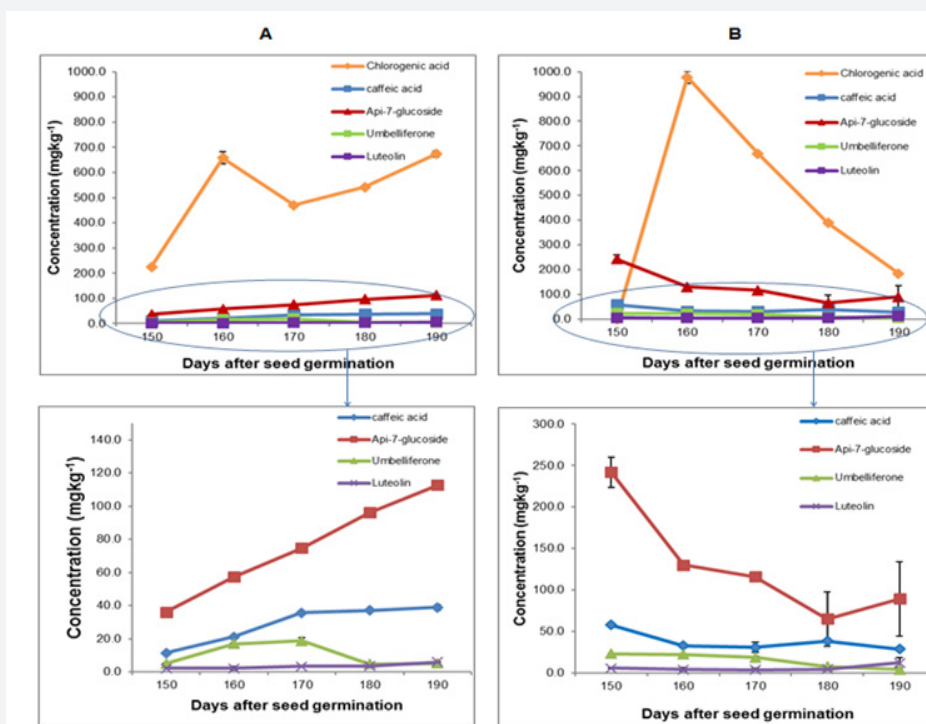 A
B
1000.0
900.0
800.0
700.0
600.0
500.0
400.0
300.0
200.0
100.0
0.0
Concentration (mgkg-1)
Chlorogenic acid
caffeic acid
Api-7-glucoside
Umbelliferone
Luteolin
150 160 170 180 190
Days after seed germination
1000.0
900.0
800.0
700.0
600.0
500.0
400.0
300.0
200.0
100.0
0.0
Concentration (mgkg-1)
Chlorogenic acid
caffeic acid
Api-7-glucoside
Umbelliferone
Luteolin
150 160 170 180 190
Days after seed germination
140.0
120.0
100.0
80.0
60.0
40.0
20.0
0.0
Concentration (mgkg-1)
caffeic acid
Api-7-glucoside
Umbelliferone
Luteolin
150 160 170 180 190
Days after seed germination
300.0
250.0
200.0
150.0
100.0
50.0
0.0
Concentration (mgkg-1)
caffeic acid
Api-7-glucoside
Umbelliferone
Luteolin
150 160 170 180 190
Days after seed germination